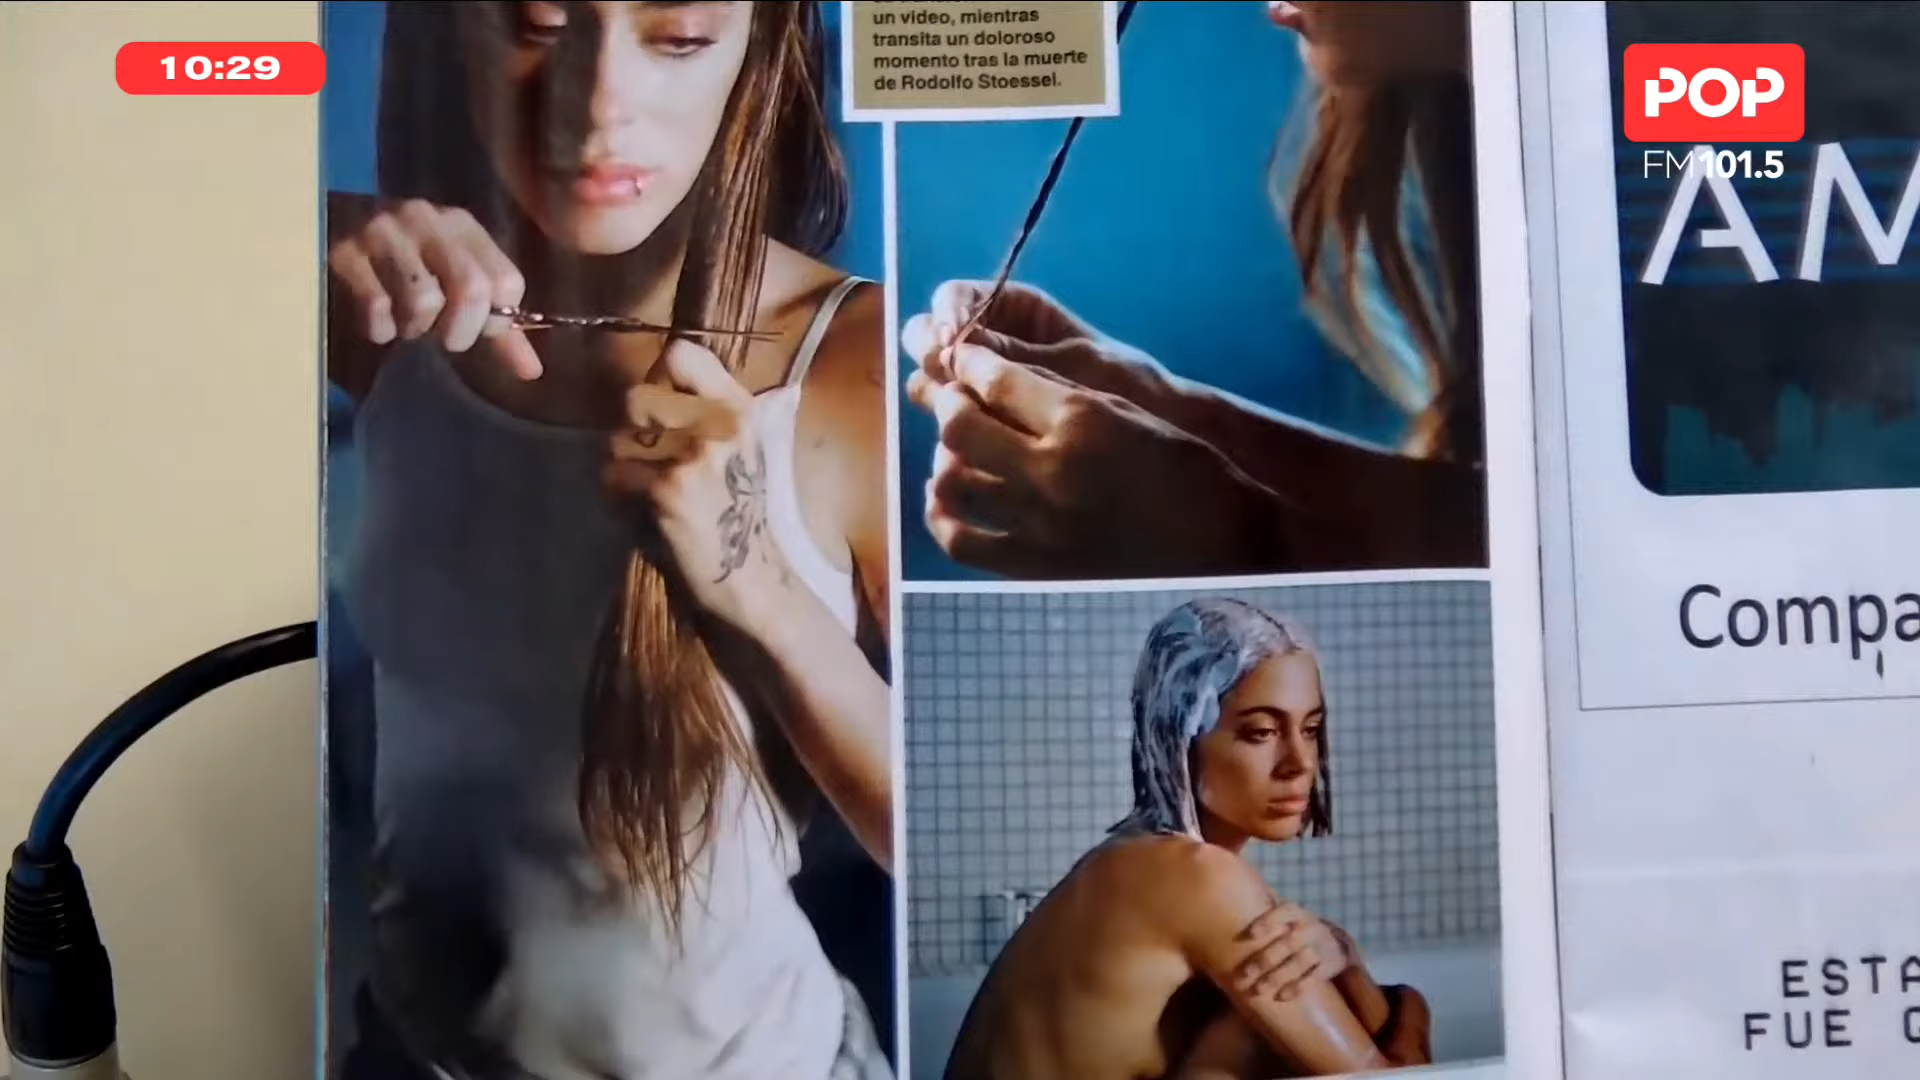 10:29
un video, mientras
transita un doloroso
momento tras la muerte
de Rodolfo Stoessel.
POP
FM101.5
AM
Compa
ESTA
FUE